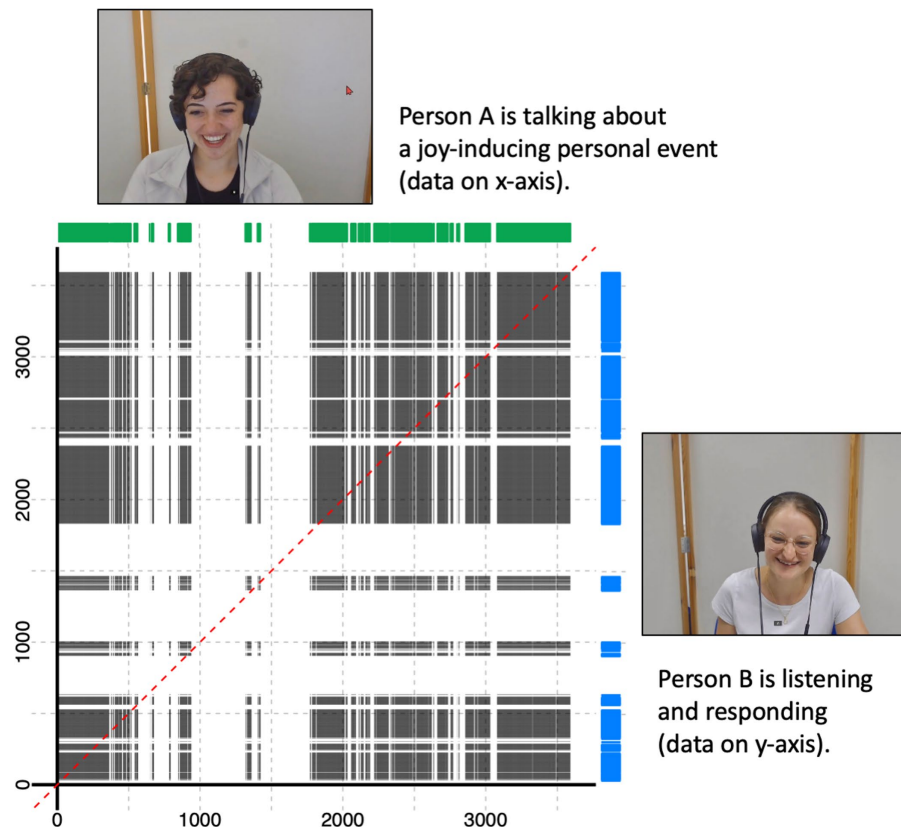 Person A is talking about
a joy-inducing personal event
(data on x-axis).
3000
2000
1000
0
0 1000 2000 3000
Person B is listening
and responding
(data on y-axis).